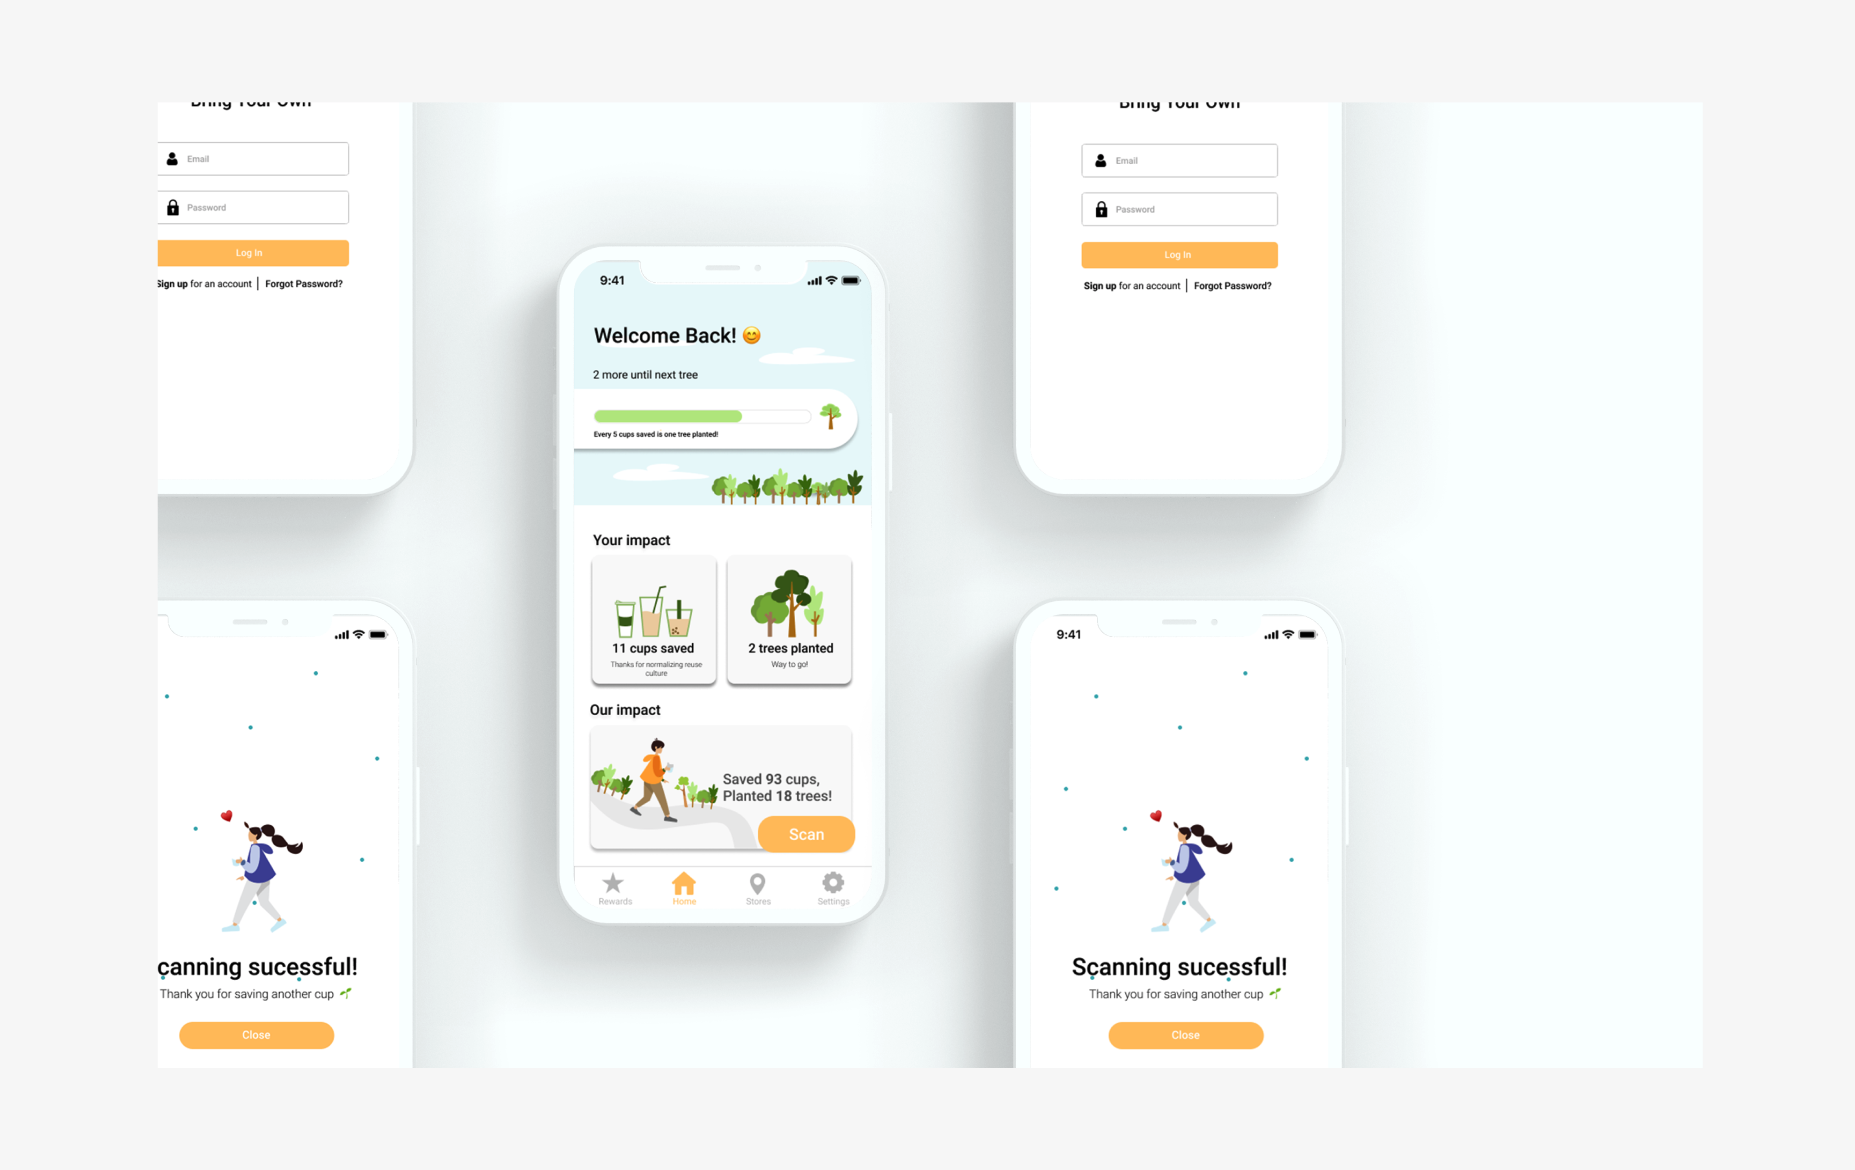 Bring Your Own
Email
Password
Log In
Sign up for an account | Forgot Password?
canning sucessful!
Thank you for saving another cup
Close
9:41
Welcome Back! 😊
2 more until next tree
Every 5 cups saved is one tree planted!
Your impact
11 cups saved
Thanks for normalizing reuse
culture
2 trees planted
Way to go!
Our impact
Saved 93 cups,
Planted 18 trees!
Scan
Rewards
Home
Stores
Settings
Bring Your Own
Email
Password
Log In
Sign up for an account | Forgot Password?
9:41
Scanning sucessful!
Thank you for saving another cup
Close